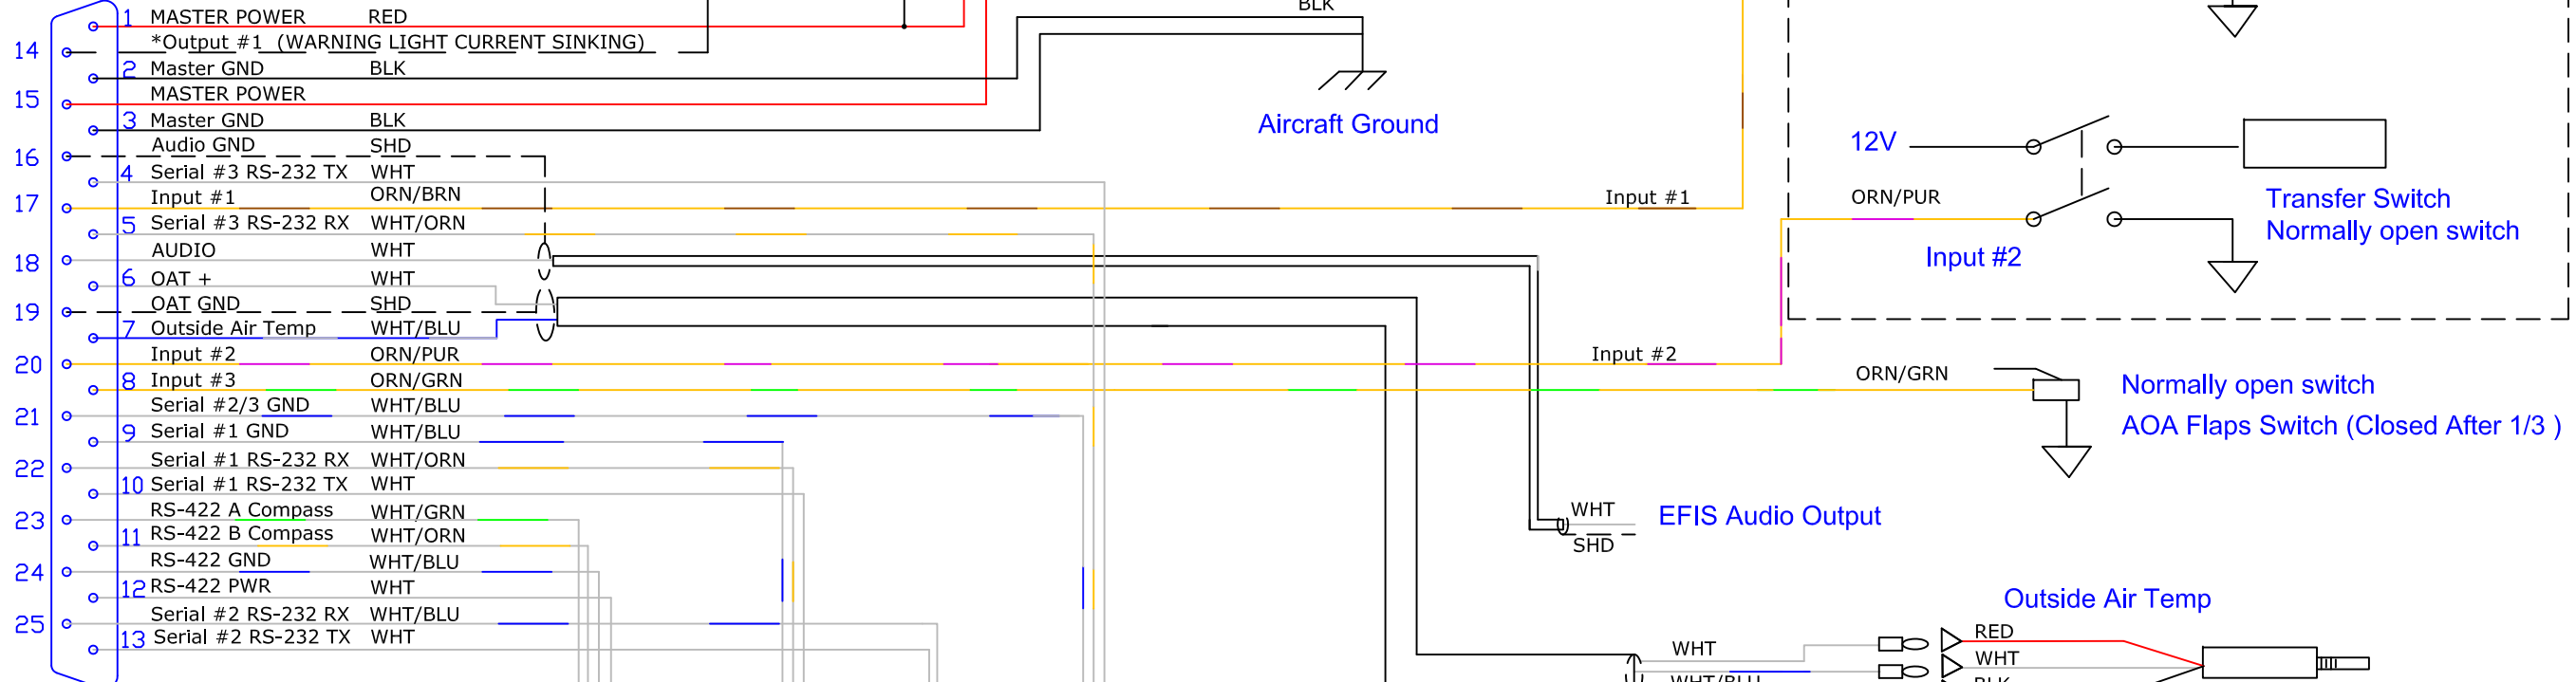 1 MASTER POWER RED
14 *Output #1 (WARNING LIGHT CURRENT SINKING)
2 Master GND BLK
15 MASTER POWER
3 Master GND BLK
16 Audio GND SHD
4 Serial #3 RS-232 TX WHT
17 Input #1 ORN/BRN
5 Serial #3 RS-232 RX WHT/ORN
18 AUDIO WHT
6 OAT + WHT
19 OAT GND SHD
7 Outside Air Temp WHT/BLU
20 Input #2 ORN/PUR
8 Input #3 ORN/GRN
21 Serial #2/3 GND WHT/BLU
9 Serial #1 GND WHT/BLU
22 Serial #1 RS-232 RX WHT/ORN
10 Serial #1 RS-232 TX WHT
23 RS-422 A Compass WHT/GRN
11 RS-422 B Compass WHT/ORN
24 RS-422 GND WHT/BLU
12 RS-422 PWR WHT
25 Serial #2 RS-232 RX WHT/BLU
13 Serial #2 RS-232 TX WHT
BLK
Aircraft Ground
Input #1
Input #2
12V
ORN/PUR
Input #2
Transfer Switch
Normally open switch
ORN/GRN
Normally open switch
AOA Flaps Switch (Closed After 1/3 )
WHT
SHD
EFIS Audio Output
Outside Air Temp
WHT
WHT/BLU
RED
WHT
BLK